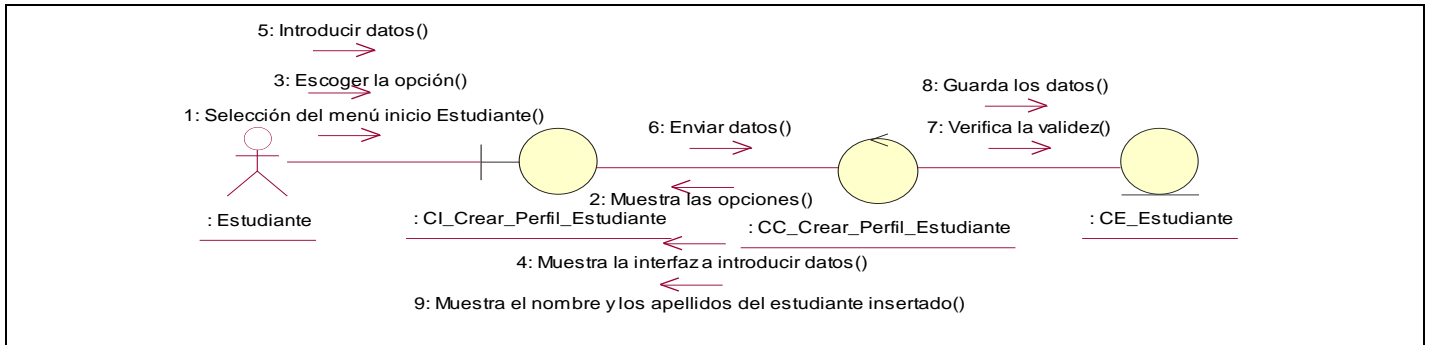 5: Introducir datos()
3: Escoger la opción()
1: Selección del menú inicio Estudiante()
8: Guarda los datos()
6: Enviar datos()
7: Verifica la validez()
2: Muestra las opciones()
: Estudiante
: CI_Crear_Perfil_Estudiante
: CC_Crear_Perfil_Estudiante
: CE_Estudiante
4: Muestra la interfaz a introducir datos()
9: Muestra el nombre y los apellidos del estudiante insertado()